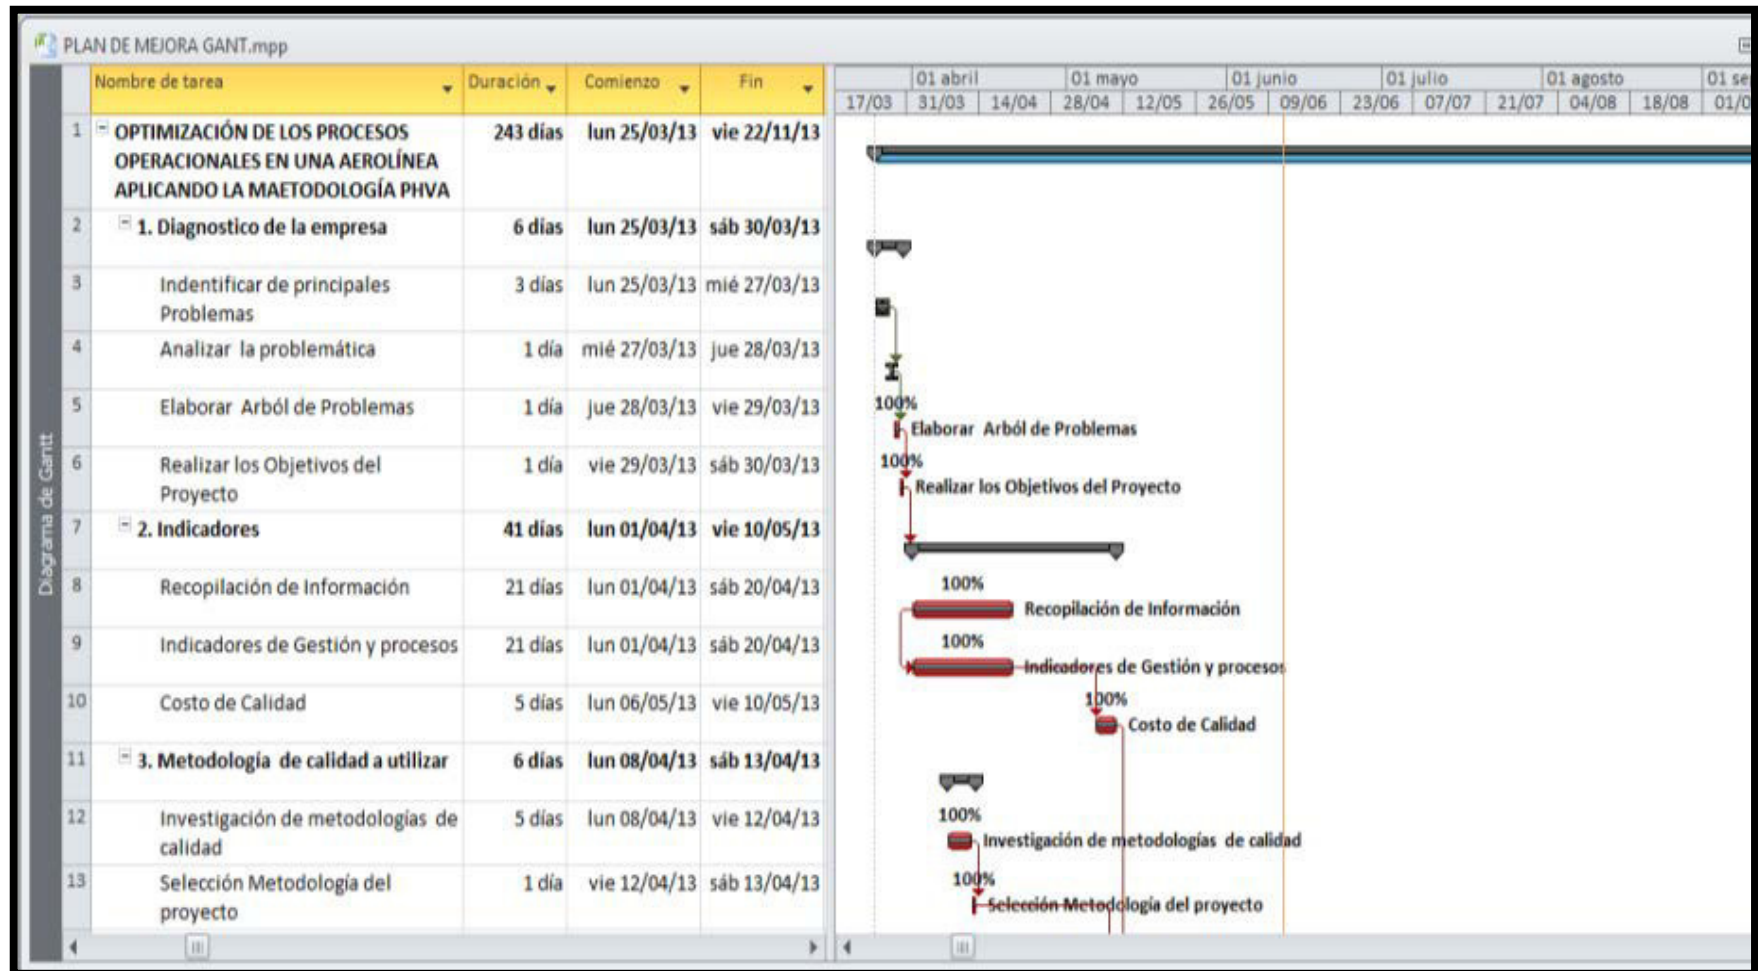 PLAN DE MEJORA GANT.mpp
Nombre de tarea Duración Comienzo Fin
01 abril 01 mayo 01 junio 01 julio 01 agosto 01 se
17/03 31/03 14/04 28/04 12/05 26/05 09/06 23/06 07/07 21/07 04/08 18/08 01/0
Diagrama de Gantt
1 OPTIMIZACIÓN DE LOS PROCESOS 243 días lun 25/03/13 vie 22/11/13
OPERACIONALES EN UNA AEROLÍNEA
APLICANDO LA MAETODOLOGÍA PHVA
2 1. Diagnostico de la empresa 6 días lun 25/03/13 sáb 30/03/13
3 Indentificar de principales 3 días lun 25/03/13 mié 27/03/13
Problemas
4 Analizar la problemática 1 día mié 27/03/13 jue 28/03/13
5 Elaborar Arból de Problemas 1 día jue 28/03/13 vie 29/03/13
100%
Elaborar Arból de Problemas
6 Realizar los Objetivos del 1 día vie 29/03/13 sáb 30/03/13
Proyecto
100%
Realizar los Objetivos del Proyecto
7 2. Indicadores 41 días lun 01/04/13 vie 10/05/13
8 Recopilación de Información 21 días lun 01/04/13 sáb 20/04/13
100%
Recopilación de Información
9 Indicadores de Gestión y procesos 21 días lun 01/04/13 sáb 20/04/13
100%
Indicadores de Gestión y procesos
10 Costo de Calidad 5 días lun 06/05/13 vie 10/05/13
100%
Costo de Calidad
11 3. Metodología de calidad a utilizar 6 días lun 08/04/13 sáb 13/04/13
12 Investigación de metodologías de 5 días lun 08/04/13 vie 12/04/13
calidad
100%
Investigación de metodologías de calidad
13 Selección Metodología del 1 día vie 12/04/13 sáb 13/04/13
proyecto
100%
Selección Metodología del proyecto